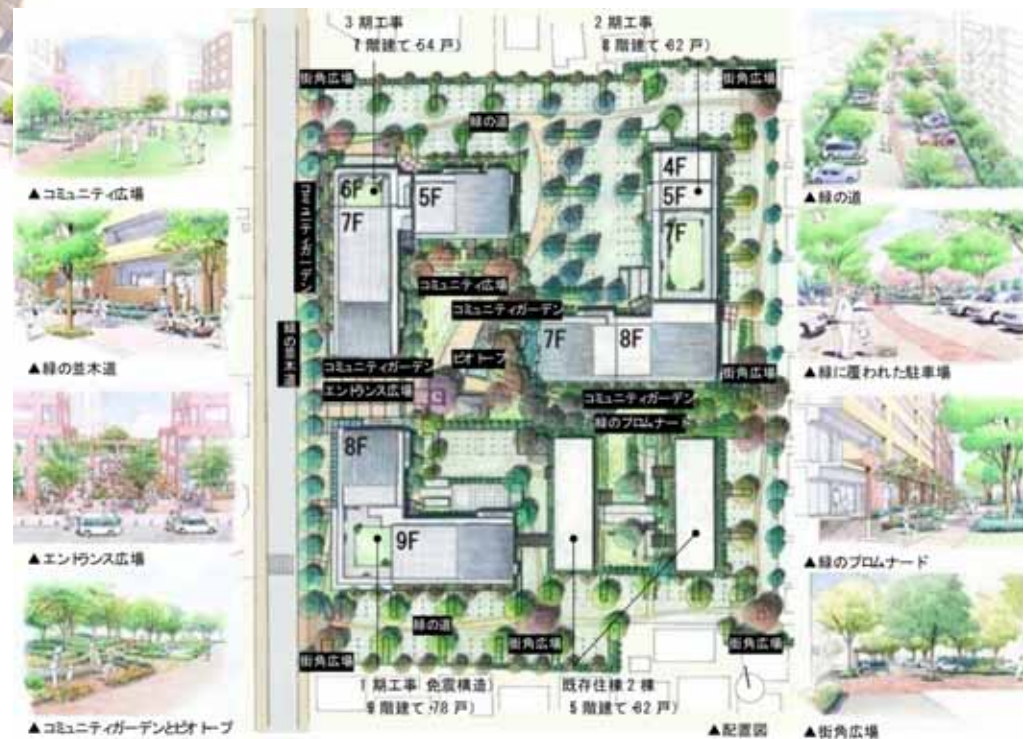 3 期工事
7 階建て・54 戸)
2 期工事
8 階建て・62 戸)
街角広場
街角広場
緑の道
▲コミュニティ広場
▲緑の道
6F
7F
5F
4F
5F
7F
コミュニティガーデン
コミュニティ広場
コミュニティガーデン
緑の並木道
7F
8F
コミュニティガーデン
ビオトープ
▲緑の並木道
街角広場
▲緑に覆われた駐車場
エントランス広場
コミュニティガーデン
緑のプロムナード
8F
9F
▲エントランス広場
▲緑のプロムナード
緑の道
街角広場
街角広場
街角広場
1 期工事 免震構造)
9 階建て・78 戸)
既存住棟 2 棟
5 階建て・62 戸)
▲コミュニティガーデンとビオトープ
▲配置図
▲街角広場